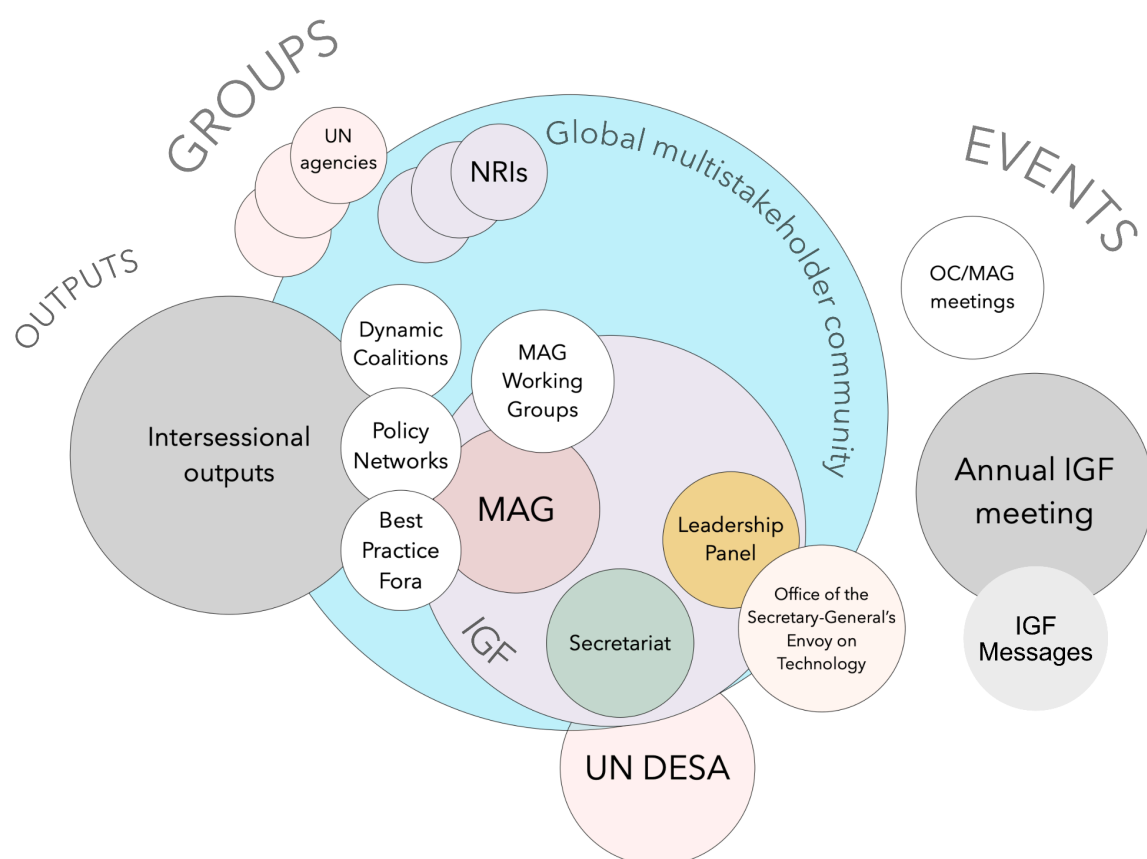 GROUPS
UN
agencies
NRIs
Global multistakeholder community
EVENTS
OUTPUTS
OC/MAG
meetings
Dynamic
Coalitions
MAG
Working
Groups
Intersessional
outputs
Policy
Networks
MAG
Annual IGF
meeting
Best
Practice
Fora
Leadership
Panel
Office of the
Secretary-General’s
Envoy on
Technology
IGF
Secretariat
IGF
Messages
UN DESA